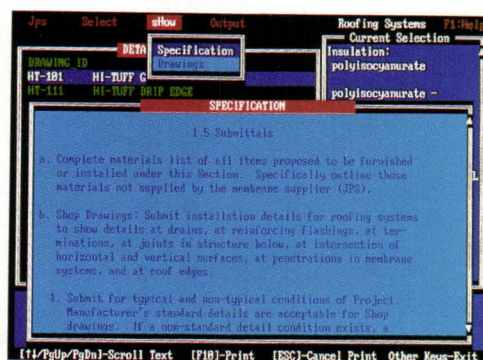 Jps Select sHow Output Roofing Systems F1:Help
Current Selection
DETA Specification Insulation:
DRAWING_ID Drawings polyisocyanurate
HT-101 HI-TUFF G
HT-111 HI-TUFF DRIP EDGE polyisocyanurate -
SPECIFICATION
1.5 Submittals
a. Complete materials list of all items proposed to be furnished
or installed under this Section. Specifically outline those
materials not supplied by the membrane supplier (JPS).
b. Shop Drawings: Submit installation details for roofing systems
to show details at drains, at reinforcing flashings, at ter-
minations, at joints in structure below, at intersection of
horizontal and vertical surfaces, at penetrations in membrane
systems, and at roof edges.
L
1. Submit for typical and non-typical conditions of Project.
Manufacturer's standard details are acceptable for Shop
drawings. If a non-standard detail condition exists, a
[↑↓/PgUp/PgDn]-Scroll Text [F10]-Print [ESC]-Cancel Print Other Keys-Exit